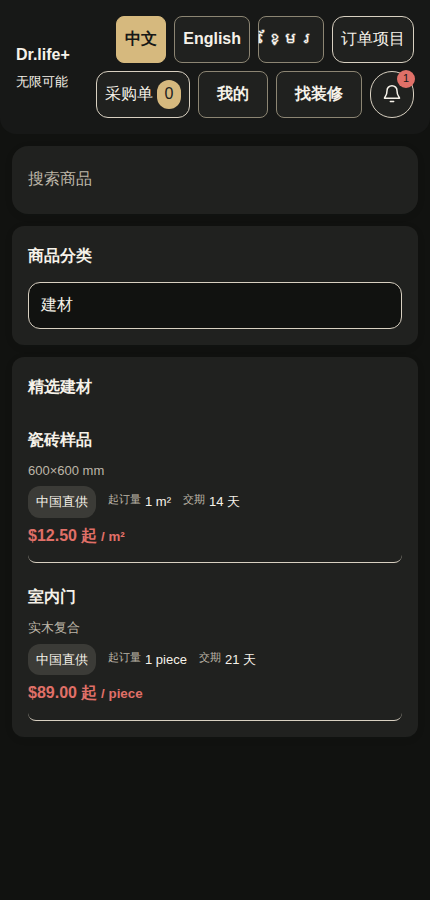 Dr.life+
无限可能
中文 English ខ្មែរ 订单项目
采购单 0 我的 找装修 1
搜索商品
商品分类
建材
精选建材
瓷砖样品
600×600 mm
中国直供 起订量 1 m² 交期 14 天
$12.50 起 / m²
室内门
实木复合
中国直供 起订量 1 piece 交期 21 天
$89.00 起 / piece